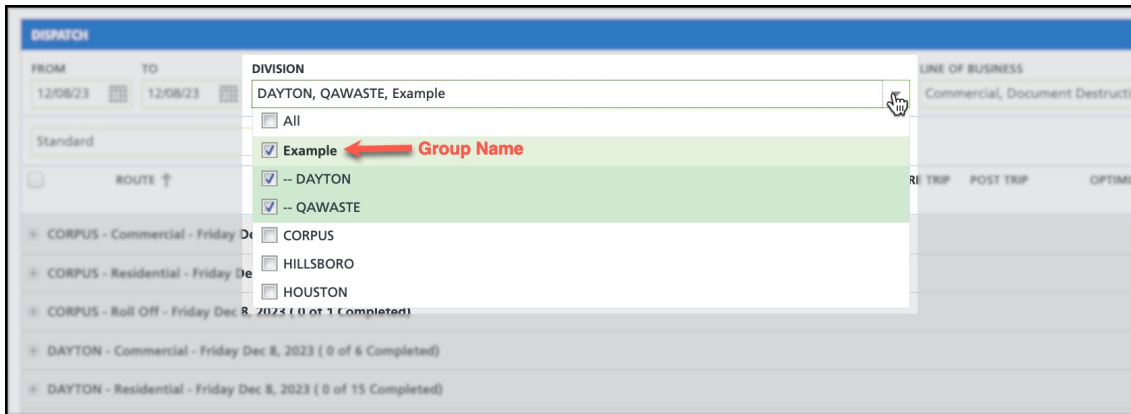 DISPATCH
FROM TO DIVISION LINE OF BUSINESS
12/08/23 12/08/23 DAYTON, QAWASTE, Example Commercial, Document Destructi
All
Standard Example Group Name
ROUTE -- DAYTON RE TRIP POST TRIP OPTIMI
-- QAWASTE
CORPUS - Commercial - Friday De CORPUS
HILLSBORO
CORPUS - Residential - Friday De
HOUSTON
CORPUS - Roll Off - Friday Dec 8, 2023 ( 0 of 1 Completed)
DAYTON - Commercial - Friday Dec 8, 2023 ( 0 of 6 Completed)
DAYTON - Residential - Friday Dec 8, 2023 ( 0 of 15 Completed)